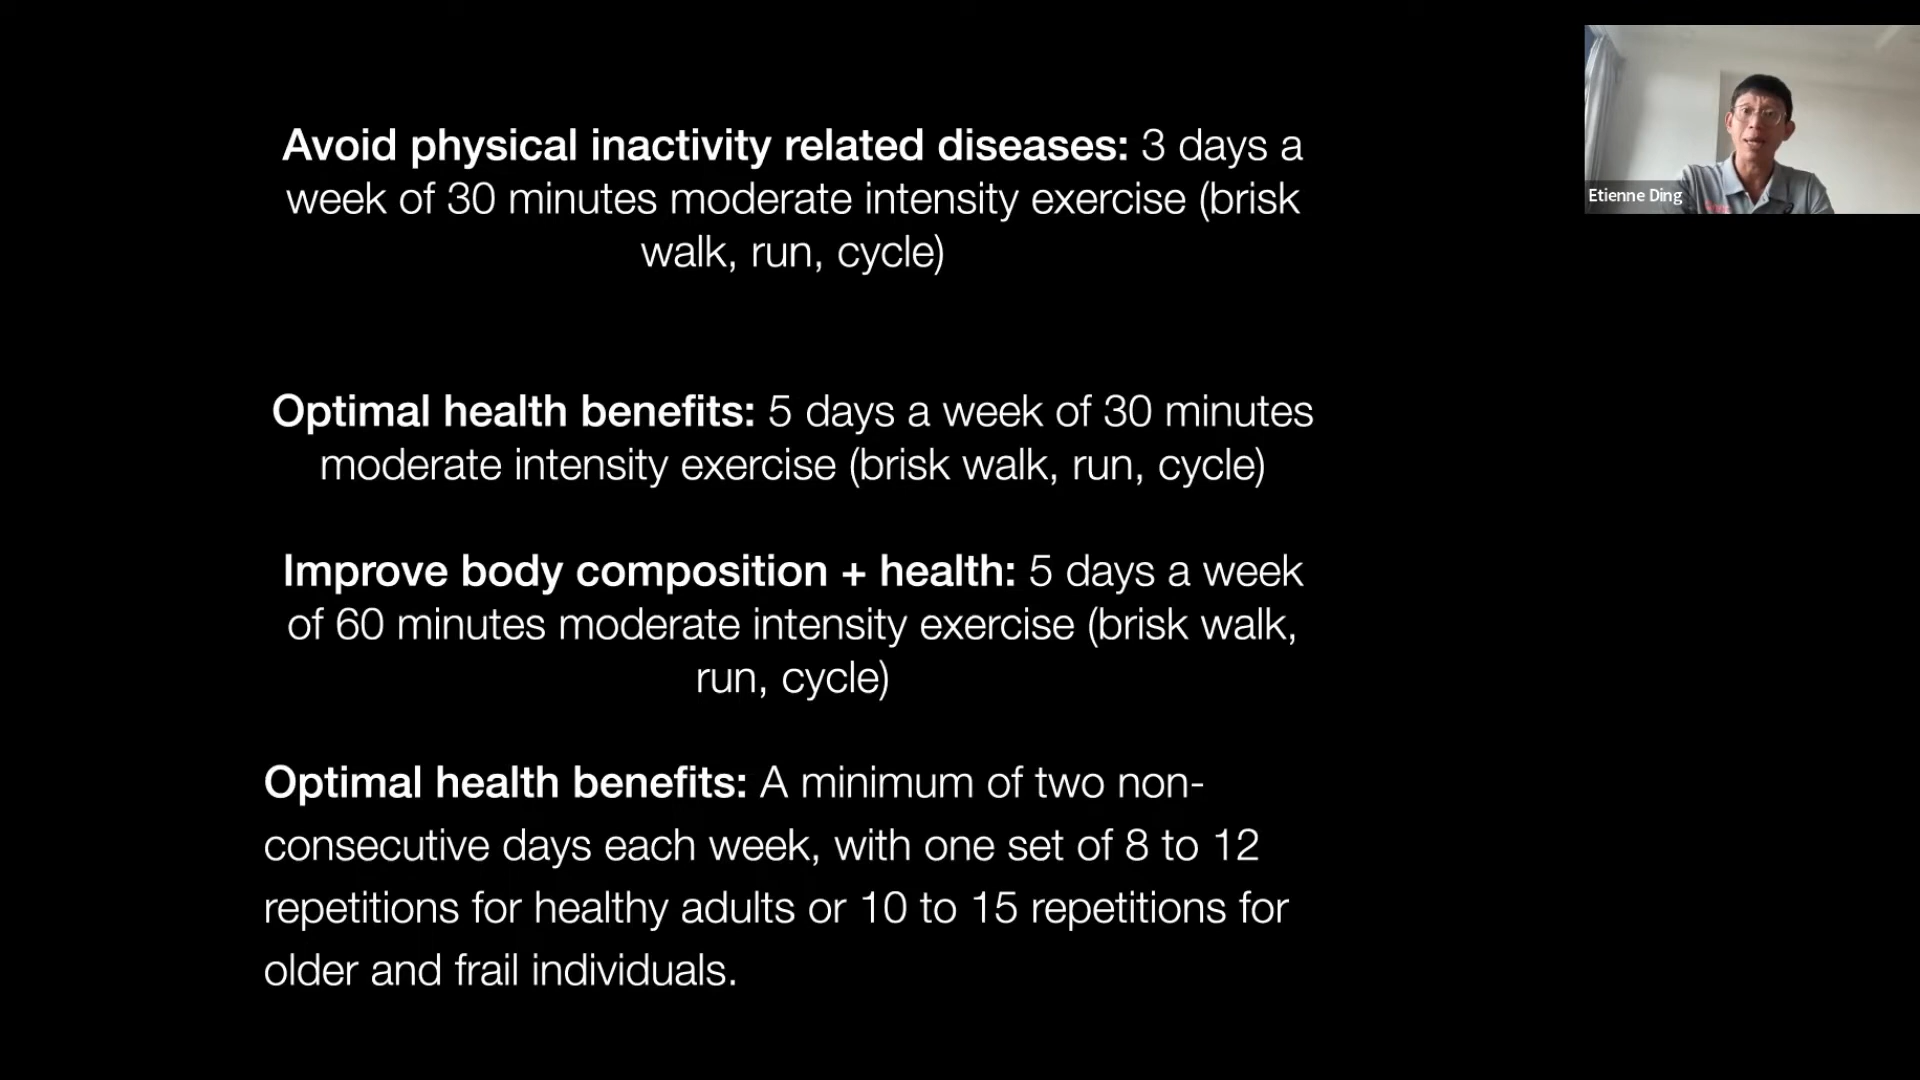 Avoid physical inactivity related diseases: 3 days a
week of 30 minutes moderate intensity exercise (brisk
walk, run, cycle)
Etienne Ding
Optimal health benefits: 5 days a week of 30 minutes
moderate intensity exercise (brisk walk, run, cycle)
Improve body composition + health: 5 days a week
of 60 minutes moderate intensity exercise (brisk walk,
run, cycle)
Optimal health benefits: A minimum of two non-
consecutive days each week, with one set of 8 to 12
repetitions for healthy adults or 10 to 15 repetitions for
older and frail individuals.